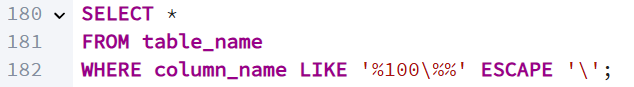 180 SELECT *
181 FROM table_name
182 WHERE column_name LIKE '%100\%%' ESCAPE '\';